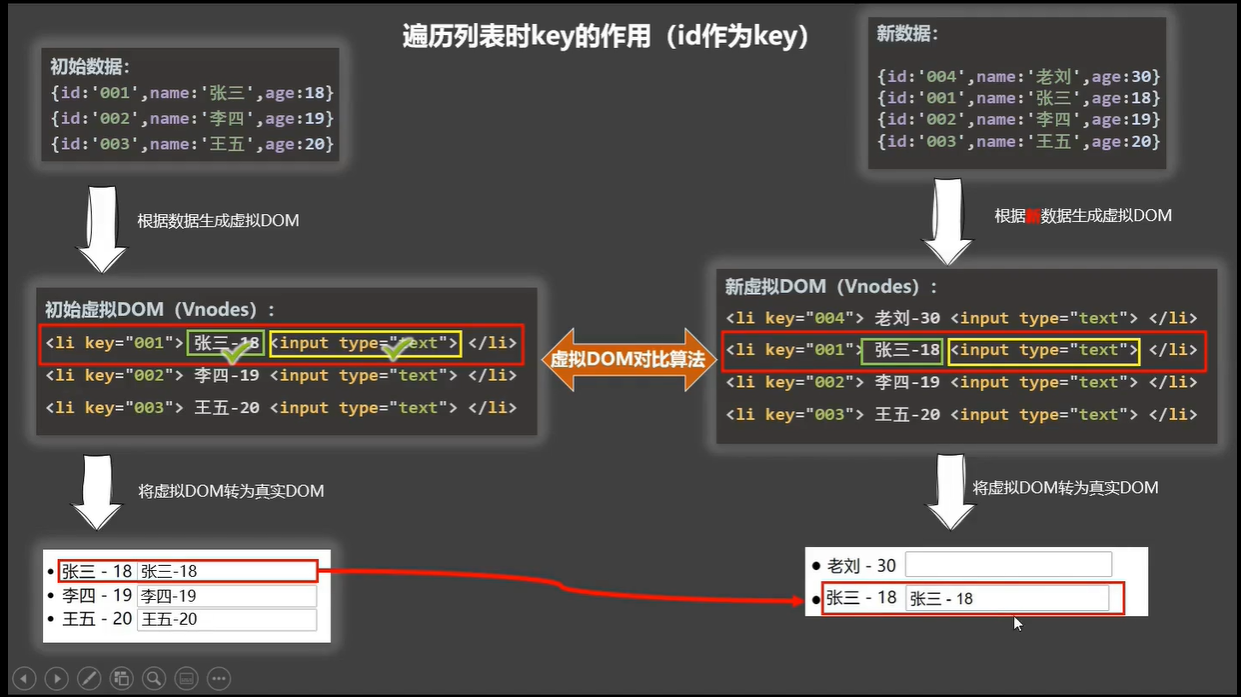 遍历列表时key的作用（id作为key）
初始数据：
{id:'001',name:'张三',age:18}
{id:'002',name:'李四',age:19}
{id:'003',name:'王五',age:20}
新数据：
{id:'004',name:'老刘',age:30}
{id:'001',name:'张三',age:18}
{id:'002',name:'李四',age:19}
{id:'003',name:'王五',age:20}
根据数据生成虚拟DOM
根据新数据生成虚拟DOM
初始虚拟DOM（Vnodes）：
<li key="001"> 张三-18 <input type="text"> </li>
<li key="002"> 李四-19 <input type="text"> </li>
<li key="003"> 王五-20 <input type="text"> </li>
虚拟DOM对比算法
新虚拟DOM（Vnodes）：
<li key="004"> 老刘-30 <input type="text"> </li>
<li key="001"> 张三-18 <input type="text"> </li>
<li key="002"> 李四-19 <input type="text"> </li>
<li key="003"> 王五-20 <input type="text"> </li>
将虚拟DOM转为真实DOM
将虚拟DOM转为真实DOM
• 张三 - 18 张三-18
• 李四 - 19 李四-19
• 王五 - 20 王五-20
• 老刘 - 30
• 张三 - 18 张三 - 18